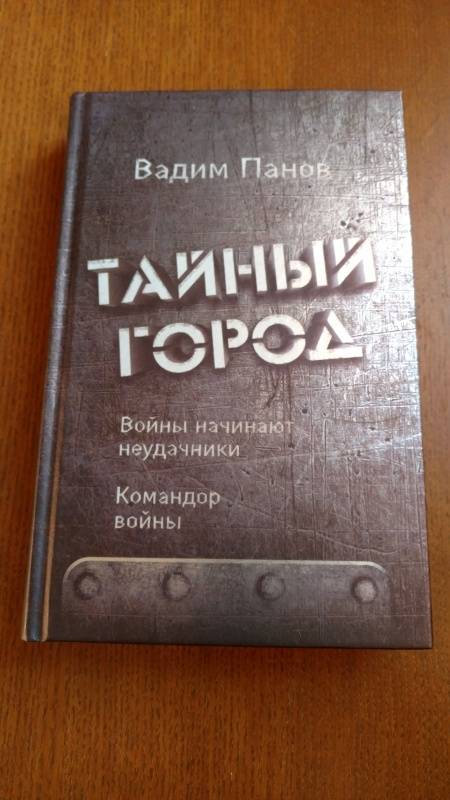 Вадим Панов
ТАЙНЫЙ
ГОРОД
Войны начинают
неудачники
Командор
войны